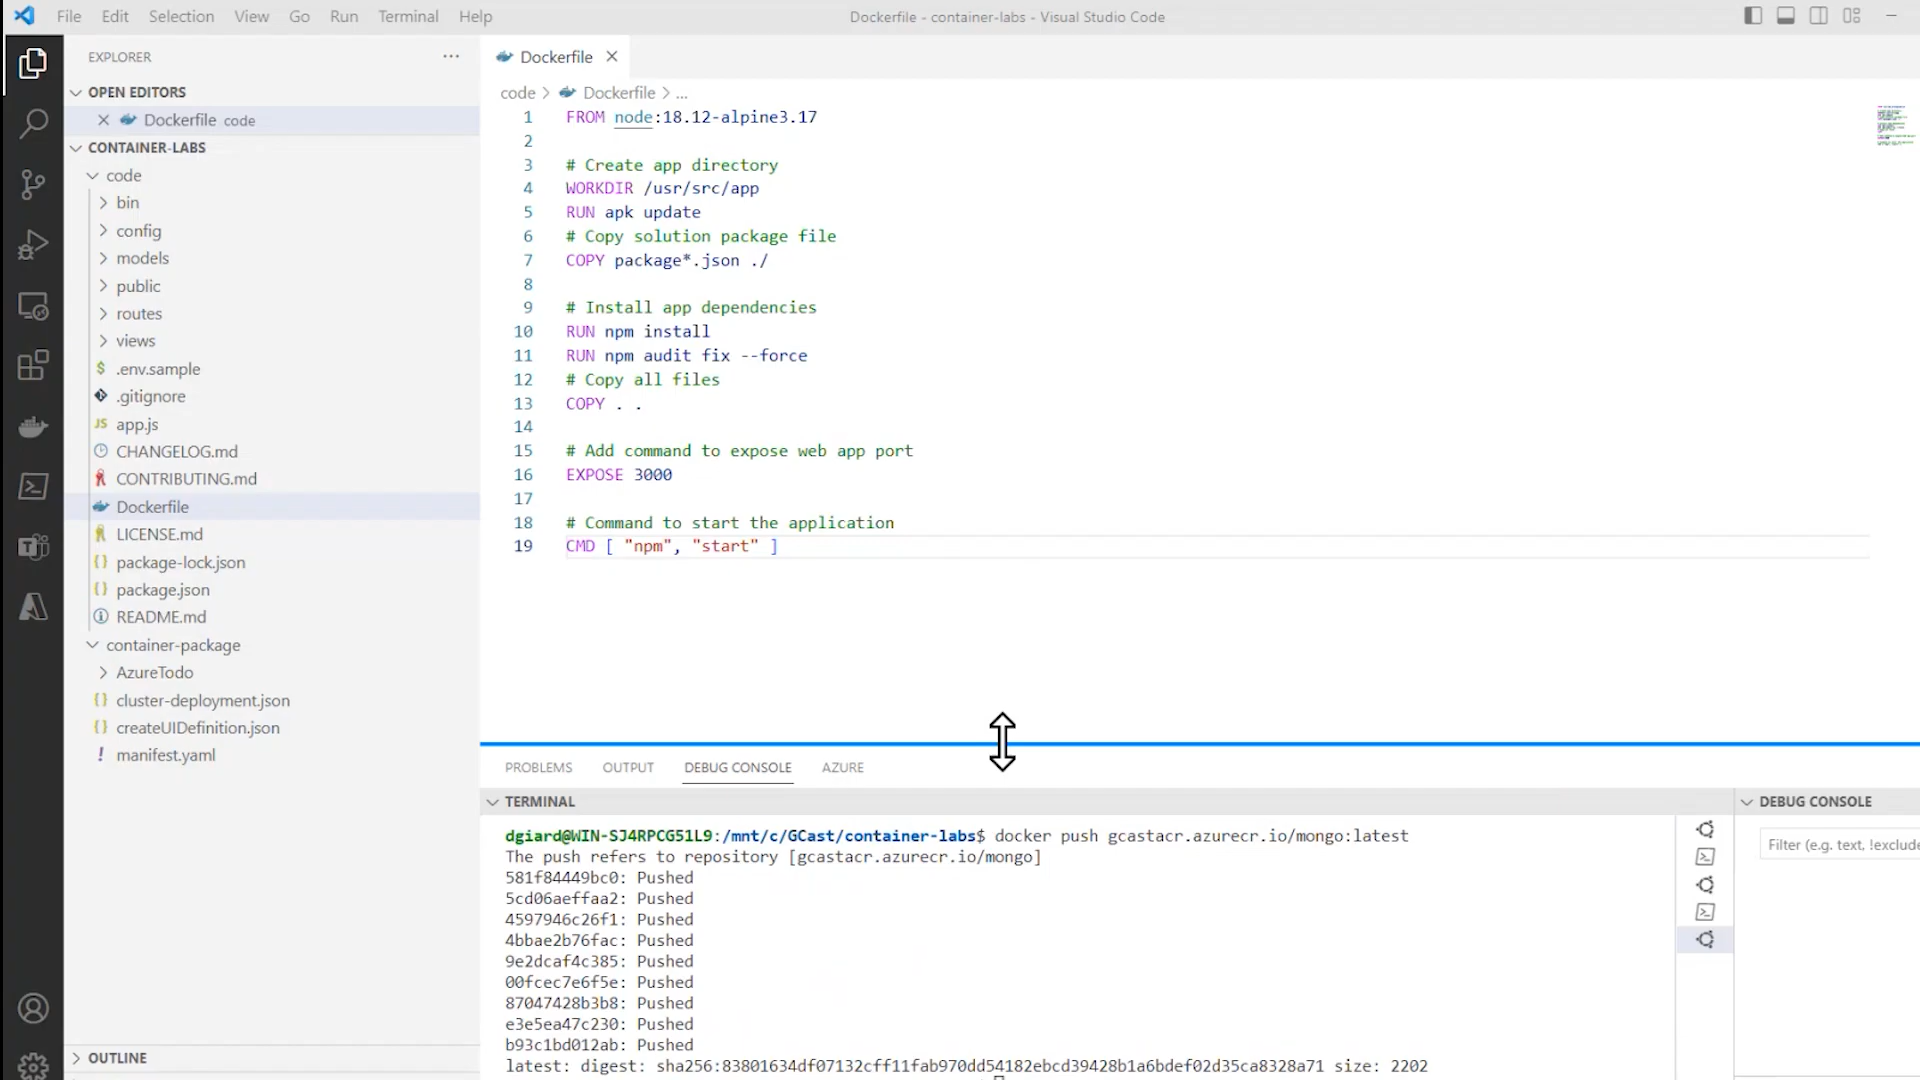 File Edit Selection View Go Run Terminal Help
Dockerfile - container-labs - Visual Studio Code
EXPLORER
OPEN EDITORS
Dockerfile code
CONTAINER-LABS
code
bin
config
models
public
routes
views
.env.sample
.gitignore
JS app.js
CHANGELOG.md
CONTRIBUTING.md
Dockerfile
LICENSE.md
{} package-lock.json
{} package.json
README.md
container-package
AzureTodo
{} cluster-deployment.json
{} createUIDefinition.json
! manifest.yaml
OUTLINE
Dockerfile
code > Dockerfile > ...
1 FROM node:18.12-alpine3.17
2
3 # Create app directory
4 WORKDIR /usr/src/app
5 RUN apk update
6 # Copy solution package file
7 COPY package*.json ./
8
9 # Install app dependencies
10 RUN npm install
11 RUN npm audit fix --force
12 # Copy all files
13 COPY . .
14
15 # Add command to expose web app port
16 EXPOSE 3000
17
18 # Command to start the application
19 CMD [ "npm", "start" ]
PROBLEMS OUTPUT DEBUG CONSOLE AZURE
TERMINAL
dgiard@WIN-SJ4RPCG51L9:/mnt/c/GCast/container-labs$ docker push gcastacr.azurecr.io/mongo:latest
The push refers to repository [gcastacr.azurecr.io/mongo]
581f84449bc0: Pushed
5cd06aeffaa2: Pushed
4597946c26f1: Pushed
4bbae2b76fac: Pushed
9e2dcaf4c385: Pushed
00fcec7e6f5e: Pushed
87047428b3b8: Pushed
e3e5ea47c230: Pushed
b93c1bd012ab: Pushed
latest: digest: sha256:83801634df07132cff11fab970dd54182ebcd39428b1a6bdef02d35ca8328a71 size: 2202
DEBUG CONSOLE
Filter (e.g. text, !exclude